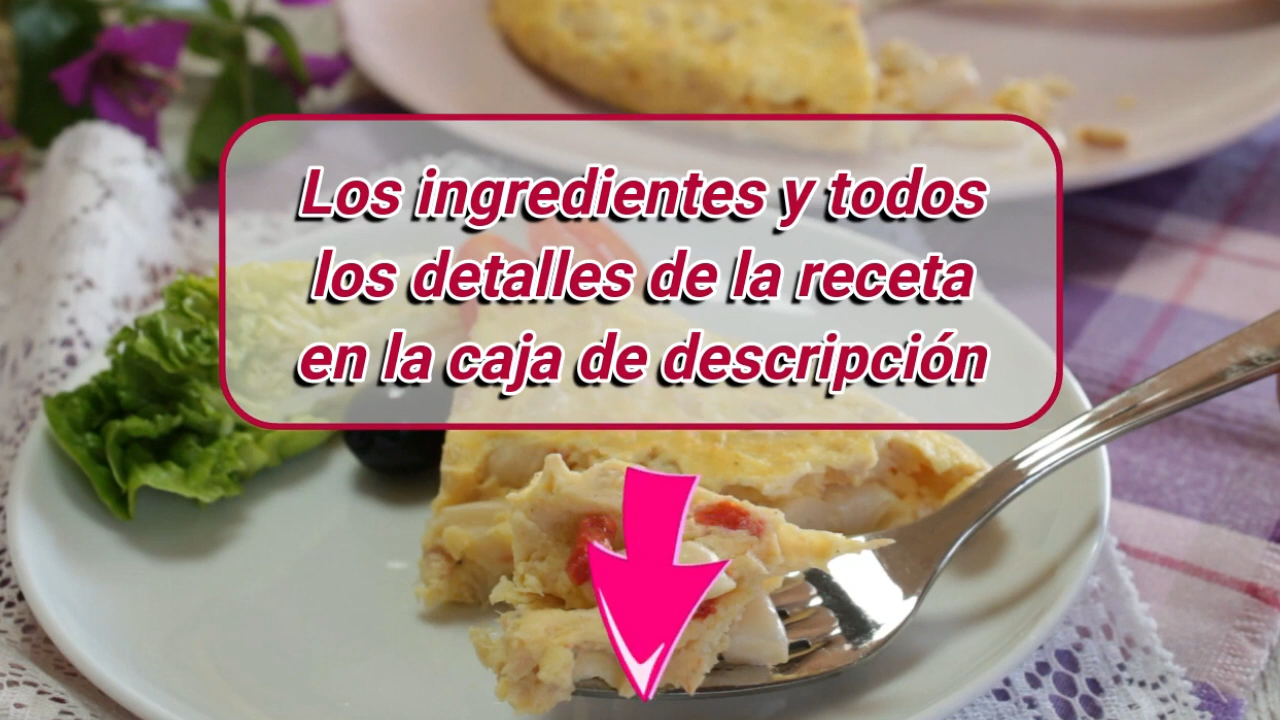 Los ingredientes y todos
los detalles de la receta
en la caja de descripción